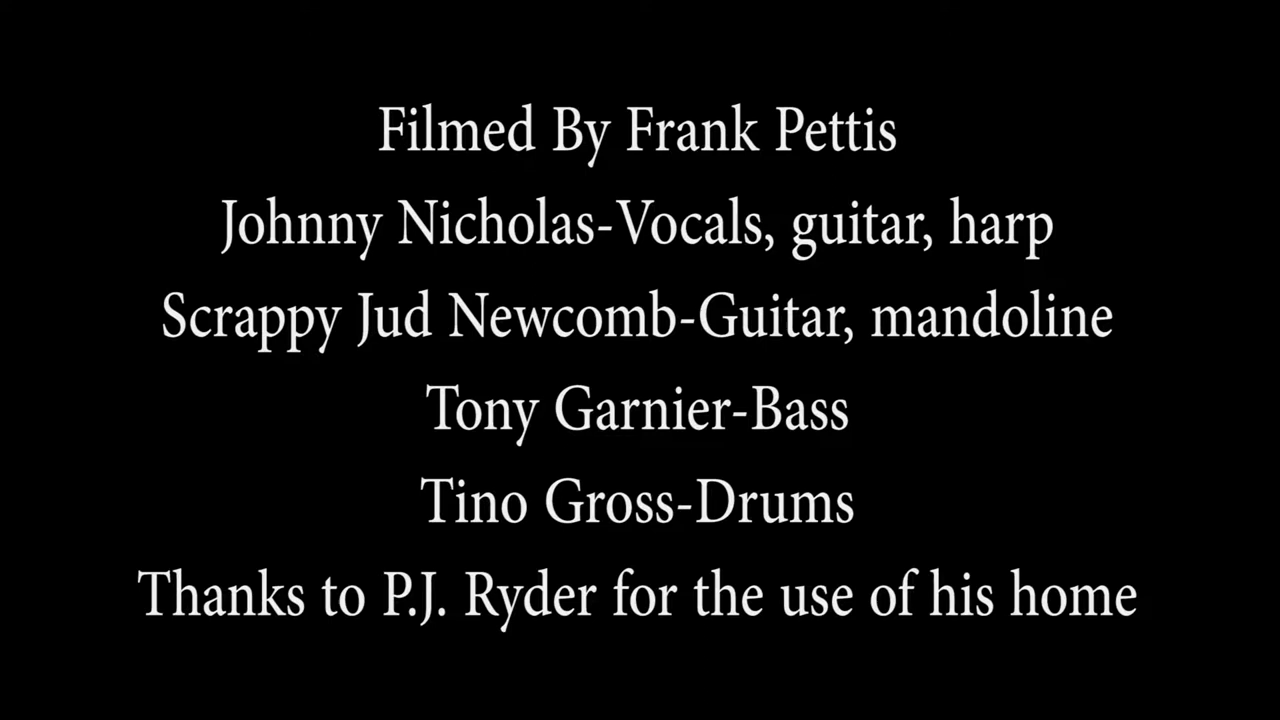 Filmed By Frank Pettis
Johnny Nicholas-Vocals, guitar, harp
Scrappy Jud Newcomb-Guitar, mandoline
Tony Garnier-Bass
Tino Gross-Drums
Thanks to P.J. Ryder for the use of his home